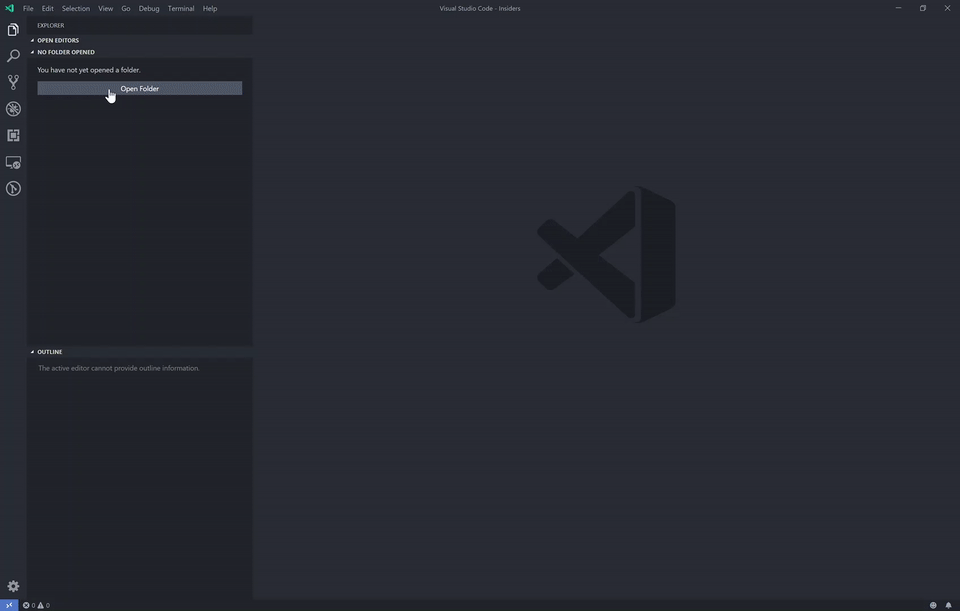 File Edit Selection View Go Debug Terminal Help
Visual Studio Code - Insiders
EXPLORER
OPEN EDITORS
NO FOLDER OPENED
You have not yet opened a folder.
Open Folder
OUTLINE
The active editor cannot provide outline information.
0 0